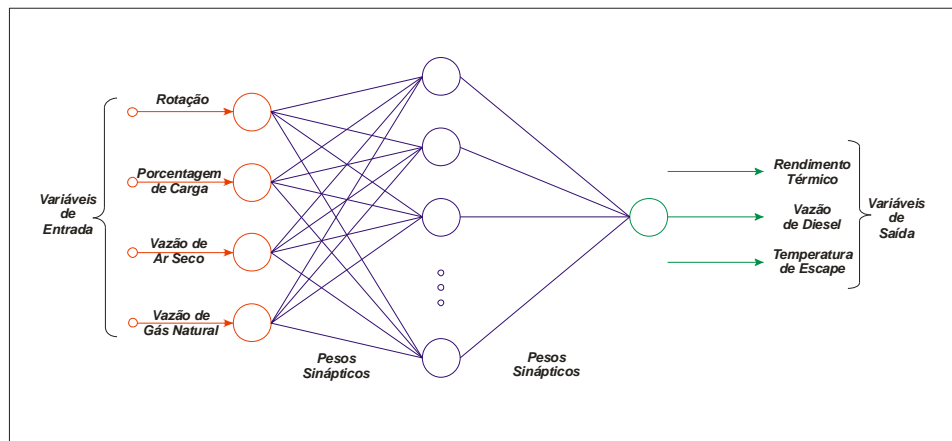 Rotação
Porcentagem
de Carga
Vazão de
Ar Seco
Vazão de
Gás Natural
Variáveis
de
Entrada
Pesos
Sinápticos
Pesos
Sinápticos
Rendimento
Térmico
Vazão
de Diesel
Temperatura
de Escape
Variáveis
de
Saída